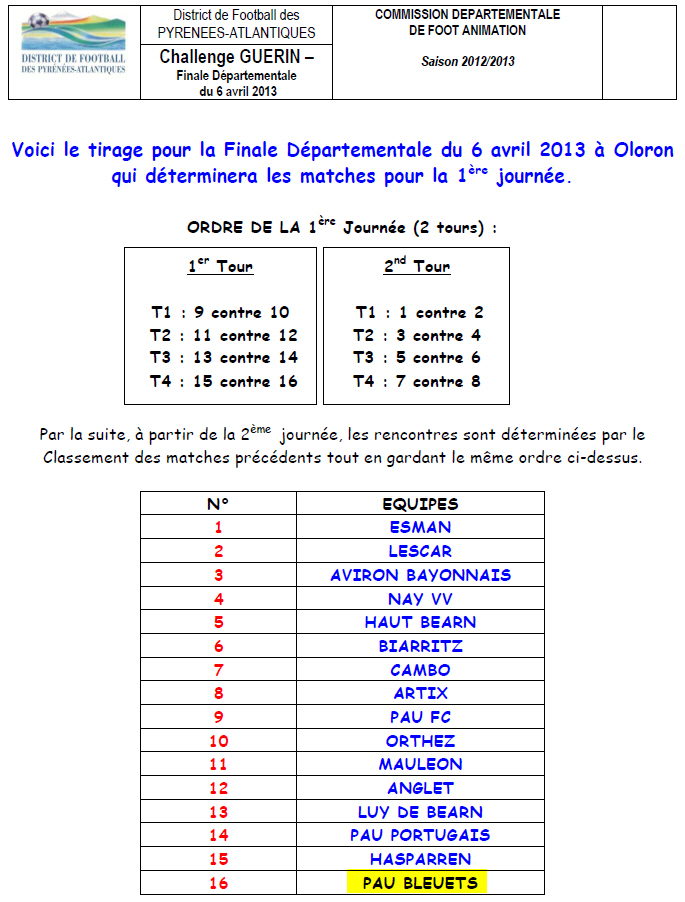 DISTRICT DE FOOTBALL
DES PYRÉNÉES-ATLANTIQUES
District de Football des
PYRENEES-ATLANTIQUES
Challenge GUERIN –
Finale Départementale
du 6 avril 2013
COMMISSION DEPARTEMENTALE
DE FOOT ANIMATION
Saison 2012/2013
Voici le tirage pour la Finale Départementale du 6 avril 2013 à Oloron
qui déterminera les matches pour la 1ère journée.
ORDRE DE LA 1ère Journée (2 tours) :
1er Tour
T1 : 9 contre 10
T2 : 11 contre 12
T3 : 13 contre 14
T4 : 15 contre 16
2nd Tour
T1 : 1 contre 2
T2 : 3 contre 4
T3 : 5 contre 6
T4 : 7 contre 8
Par la suite, à partir de la 2ème journée, les rencontres sont déterminées par le
Classement des matches précédents tout en gardant le même ordre ci-dessus.
N° EQUIPES
1 ESMAN
2 LESCAR
3 AVIRON BAYONNAIS
4 NAY VV
5 HAUT BEARN
6 BIARRITZ
7 CAMBO
8 ARTIX
9 PAU FC
10 ORTHEZ
11 MAULEON
12 ANGLET
13 LUY DE BEARN
14 PAU PORTUGAIS
15 HASPARREN
16 PAU BLEUETS